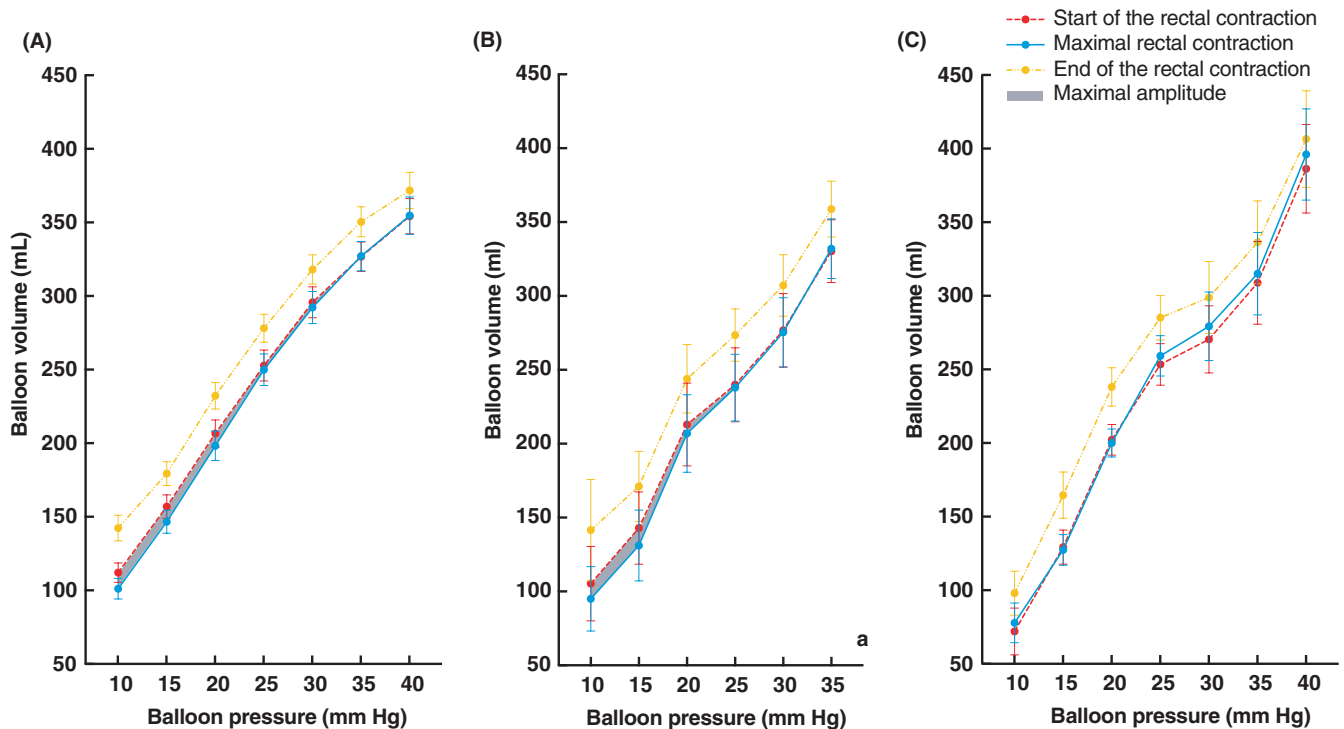 Start of the rectal contraction
Maximal rectal contraction
End of the rectal contraction
Maximal amplitude
(A)
450
400
350
300
250
200
150
100
50
Balloon volume (mL)
10 15 20 25 30 35 40
Balloon pressure (mm Hg)
(B)
450
400
350
300
250
200
150
100
50
Balloon volume (ml)
a
10 15 20 25 30 35
Balloon pressure (mm Hg)
(C)
450
400
350
300
250
200
150
100
50
Balloon volume (ml)
10 15 20 25 30 35 40
Balloon pressure (mm Hg)